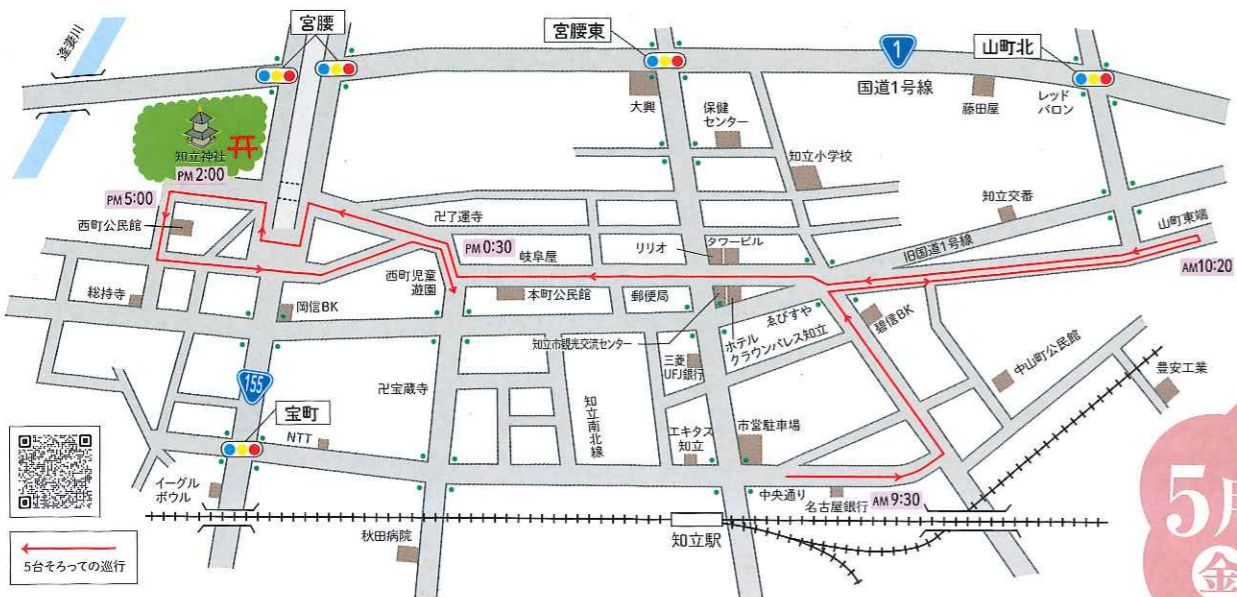 逢妻川
宮腰
宮腰東
1
国道1号線
山町北
大興
保健
センター
藤田屋
レッド
バロン
知立神社
PM 2:00
知立小学校
PM 5:00
西町公民館
卍了運寺
知立交番
山町東端
PM 0:30
岐阜屋
リリオ
タワービル
旧国道1号線
AM10:20
西町児童
遊園
本町公民館
郵便局
総持寺
岡信BK
知立市観光交流センター
ゑびすや
ホテル
クラウンパレス知立
碧信BK
三菱
UFJ銀行
中山町公民館
豊安工業
155
宝町
卍宝蔵寺
知立南北線
NTT
エキタス
知立
市営駐車場
イーグル
ボウル
中央通り
名古屋銀行
AM 9:30
秋田病院
知立駅
5台そろっての巡行
5月
金